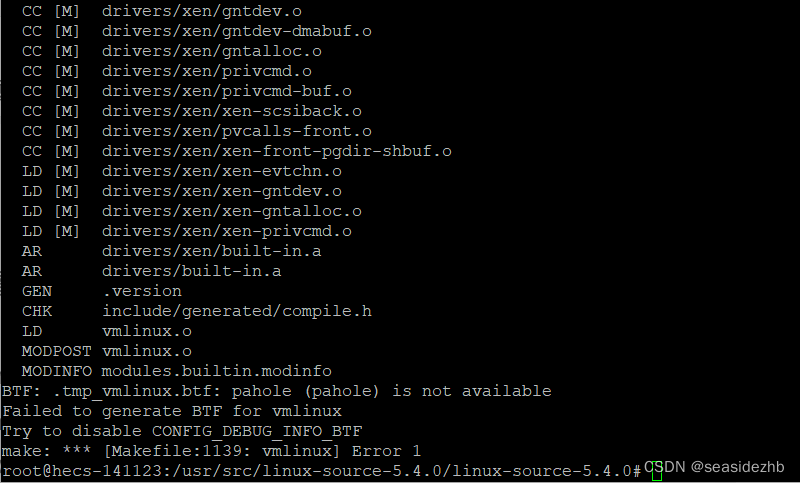 CC [M] drivers/xen/gntdev.o
CC [M] drivers/xen/gntdev-dmabuf.o
CC [M] drivers/xen/gntalloc.o
CC [M] drivers/xen/privcmd.o
CC [M] drivers/xen/privcmd-buf.o
CC [M] drivers/xen/xen-scsiback.o
CC [M] drivers/xen/pvcalls-front.o
CC [M] drivers/xen/xen-front-pgdir-shbuf.o
LD [M] drivers/xen/xen-evtchn.o
LD [M] drivers/xen/xen-gntdev.o
LD [M] drivers/xen/xen-gntalloc.o
LD [M] drivers/xen/xen-privcmd.o
AR drivers/xen/built-in.a
AR drivers/built-in.a
GEN .version
CHK include/generated/compile.h
LD vmlinux.o
MODPOST vmlinux.o
MODINFO modules.builtin.modinfo
BTF: .tmp_vmlinux.btf: pahole (pahole) is not available
Failed to generate BTF for vmlinux
Try to disable CONFIG_DEBUG_INFO_BTF
make: *** [Makefile:1139: vmlinux] Error 1
root@hecs-141123:/usr/src/linux-source-5.4.0/linux-source-5.4.0# CSDN @seasidezhb